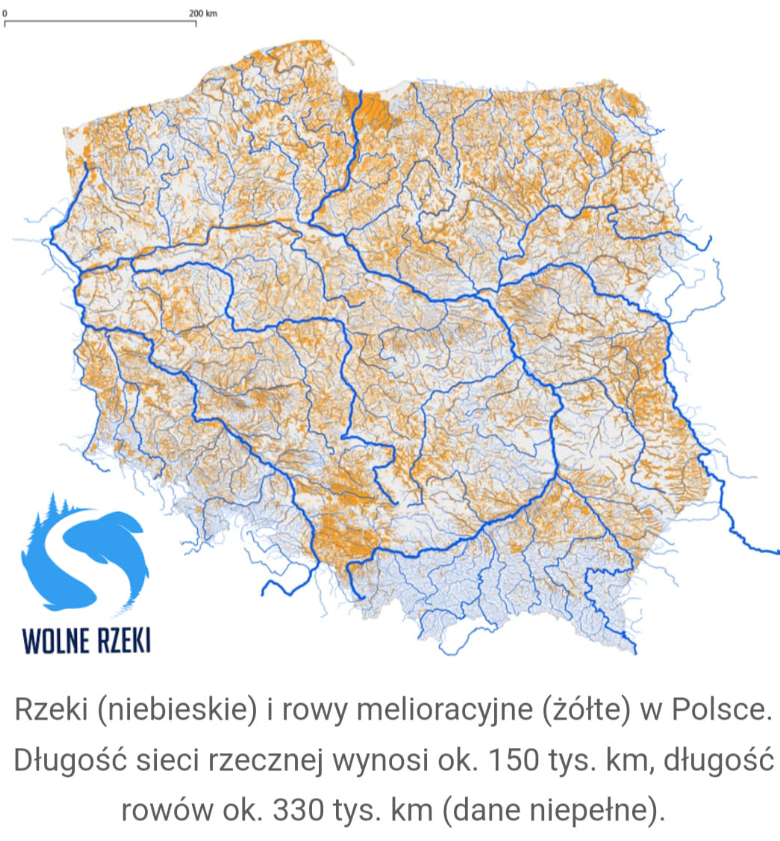 0 200 km
WOLNE RZEKI
Rzeki (niebieskie) i rowy melioracyjne (żółte) w Polsce.
Długość sieci rzecznej wynosi ok. 150 tys. km, długość
rowów ok. 330 tys. km (dane niepełne).